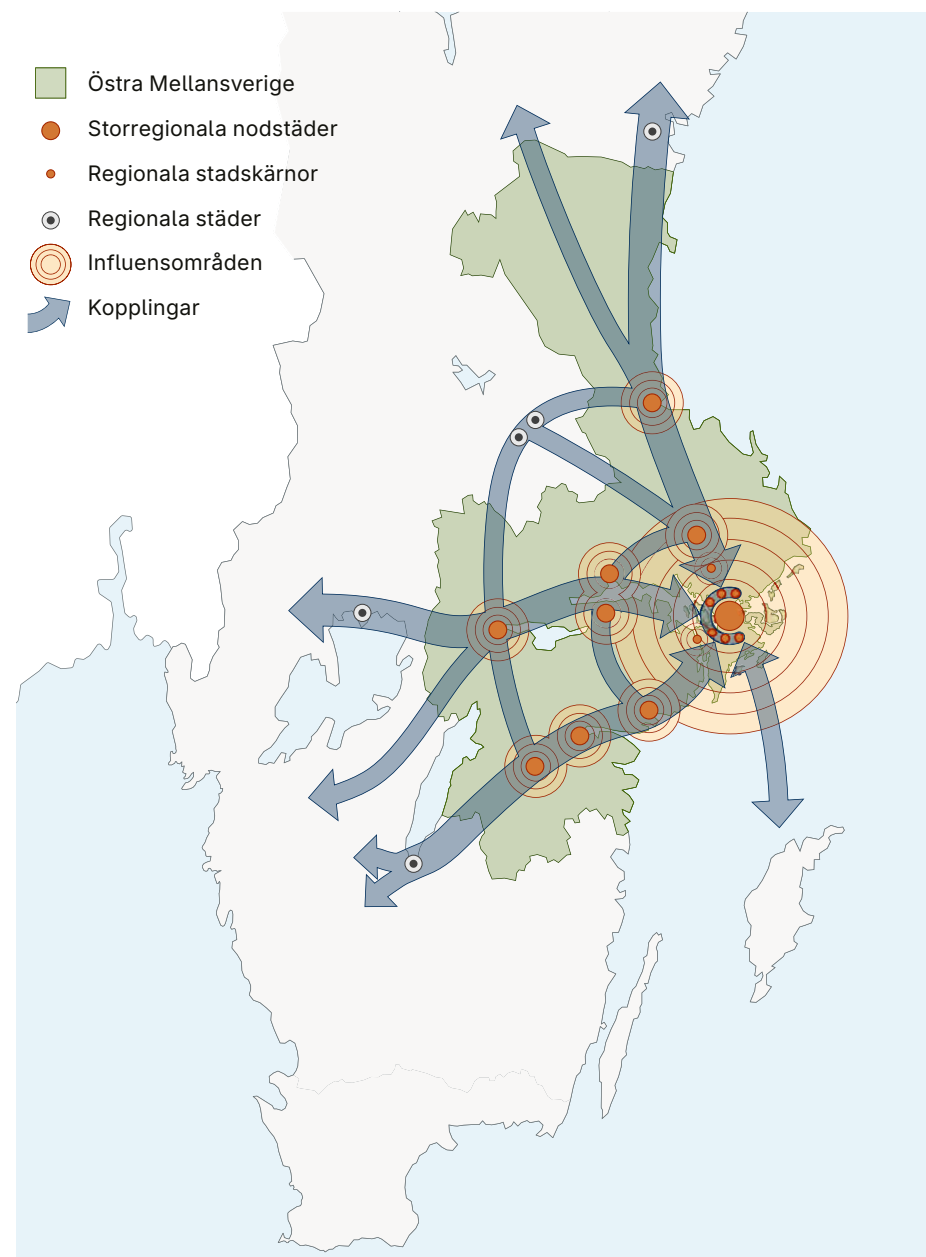 Östra Mellansverige
Storregionala nodstäder
Regionala stadskärnor
Regionala städer
Influensområden
Kopplingar